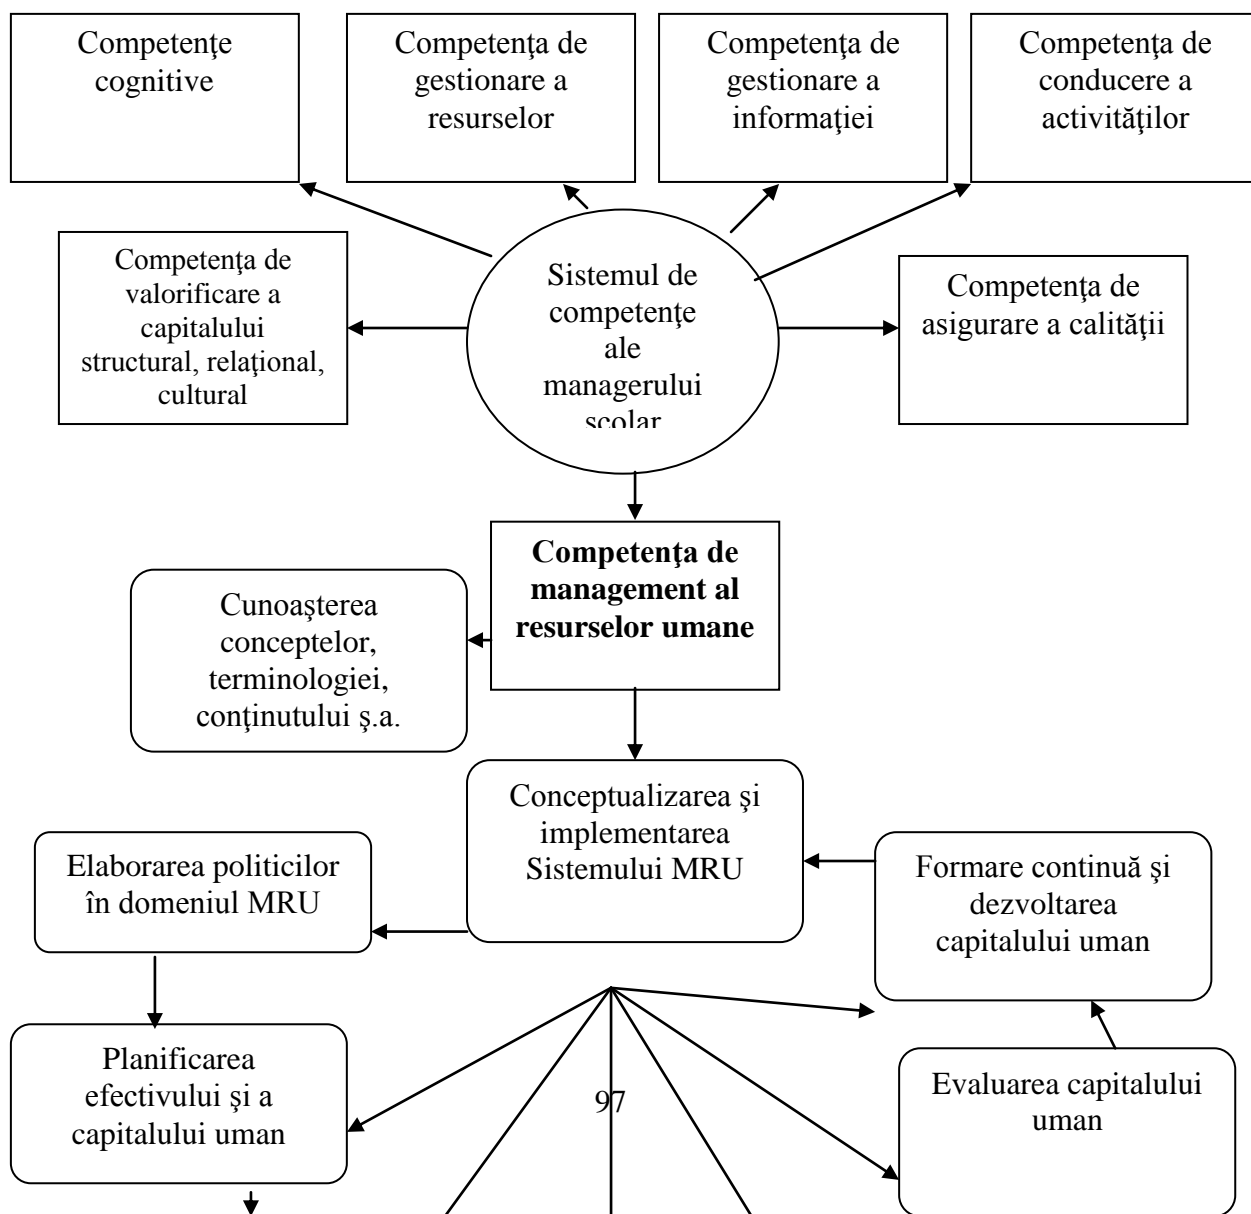 Competenţe
cognitive
Competenţa de
gestionare a
resurselor
Competenţa de
gestionare a
informaţiei
Competenţa de
conducere a
activităţilor
Competenţa de
valorificare a
capitalului
structural, relaţional,
cultural
Sistemul de
competenţe
ale
managerului
şcolar
Competenţa de
asigurare a calităţii
Competenţa de
management al
resurselor umane
Cunoaşterea
conceptelor,
terminologiei,
conţinutului ş.a.
Conceptualizarea şi
implementarea
Sistemului MRU
Elaborarea politicilor
în domeniul MRU
Formare continuă şi
dezvoltarea
capitalului uman
Planificarea
efectivului şi a
capitalului uman
97
Evaluarea capitalului
uman